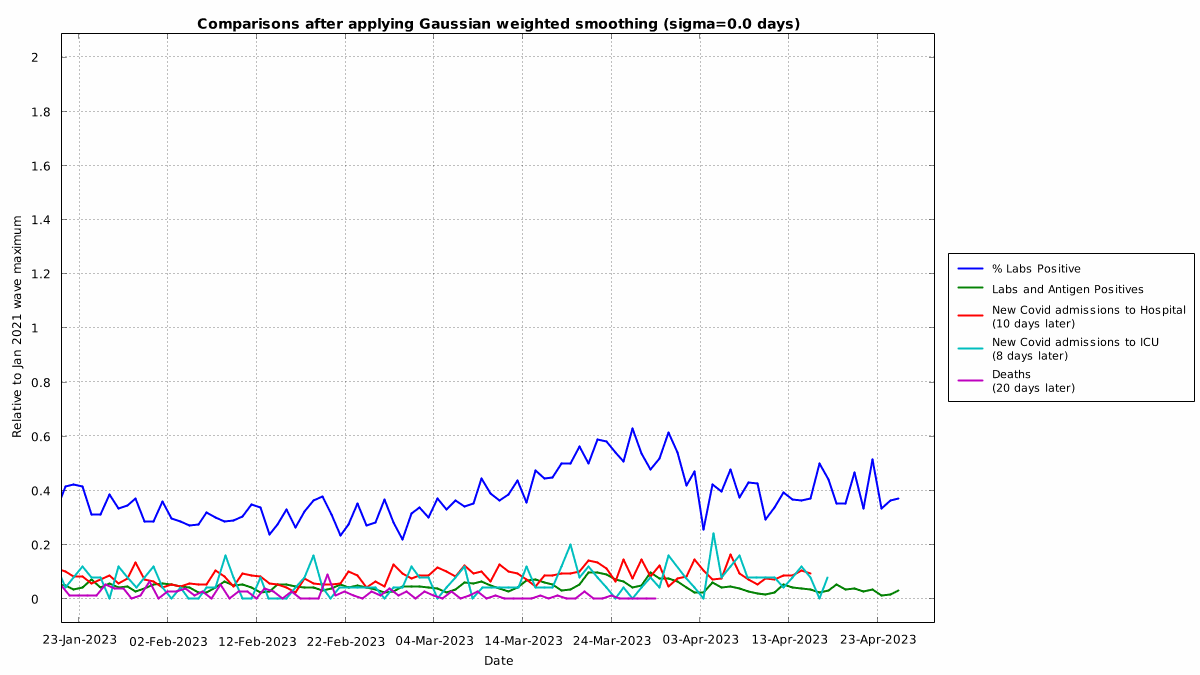 Comparisons after applying Gaussian weighted smoothing (sigma=0.0 days)
Relative to Jan 2021 wave maximum
2
1.8
1.6
1.4
1.2
1
0.8
0.6
0.4
0.2
0
23-Jan-2023 02-Feb-2023 12-Feb-2023 22-Feb-2023 04-Mar-2023 14-Mar-2023 24-Mar-2023 03-Apr-2023 13-Apr-2023 23-Apr-2023
Date
% Labs Positive
Labs and Antigen Positives
New Covid admissions to Hospital
(10 days later)
New Covid admissions to ICU
(8 days later)
Deaths
(20 days later)